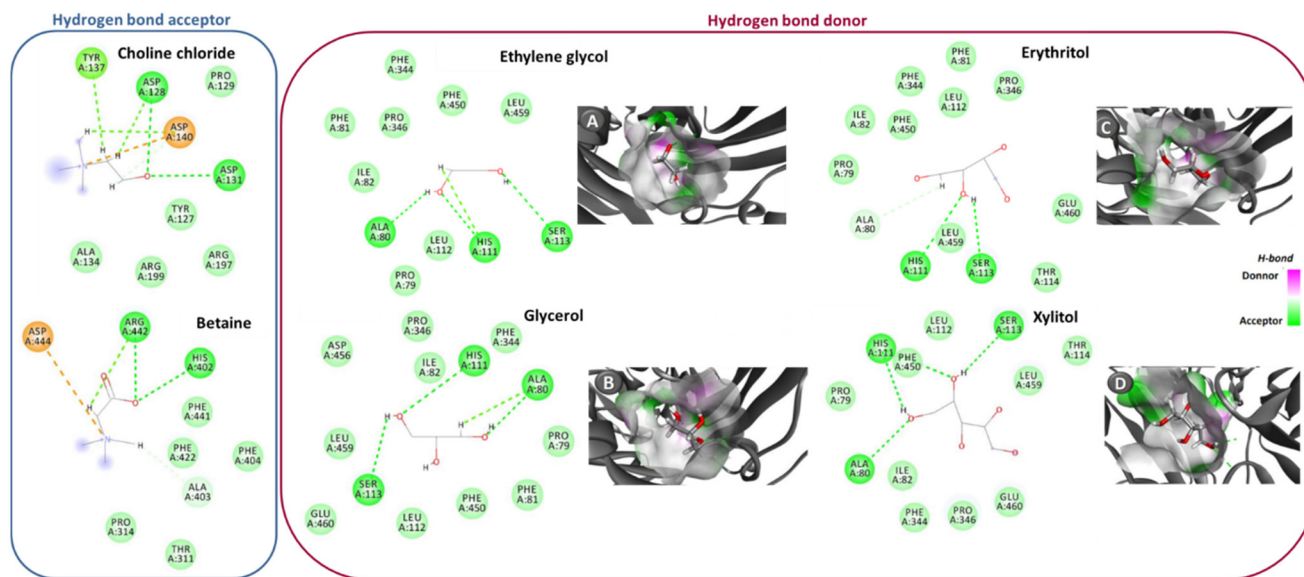 Hydrogen bond acceptor
Hydrogen bond donor
Choline chloride
TYR
A:137
ASP
A:128
PRO
A:129
ASP
A:140
ASP
A:131
H
H
H
H
N
O
TYR
A:127
ALA
A:134
ARG
A:199
ARG
A:197
Betaine
ASP
A:444
ARG
A:442
HIS
A:402
O
O
H
N
H
PHE
A:441
PHE
A:422
PHE
A:404
ALA
A:403
PRO
A:314
THR
A:311
Ethylene glycol
PHE
A:344
PHE
A:450
LEU
A:459
PHE
A:81
PRO
A:346
ILE
A:82
H
H
O
O
H
ALA
A:80
LEU
A:112
HIS
A:111
SER
A:113
PRO
A:79
A
Erythritol
PHE
A:81
PHE
A:344
LEU
A:112
PRO
A:346
ILE
A:82
PHE
A:450
PRO
A:79
O
O
H
O
H
O
ALA
A:80
GLU
A:460
LEU
A:459
HIS
A:111
SER
A:113
THR
A:114
C
H-bond
Donnor
Acceptor
Glycerol
PRO
A:346
PHE
A:344
ASP
A:456
ILE
A:82
HIS
A:111
ALA
A:80
H
O
H
O
H
H
O
LEU
A:459
PRO
A:79
SER
A:113
PHE
A:450
PHE
A:81
GLU
A:460
LEU
A:112
B
Xylitol
LEU
A:112
SER
A:113
HIS
A:111
PHE
A:450
THR
A:114
PRO
A:79
LEU
A:459
H
O
H
O
O
O
O
ALA
A:80
ILE
A:82
PHE
A:344
PRO
A:346
GLU
A:460
D